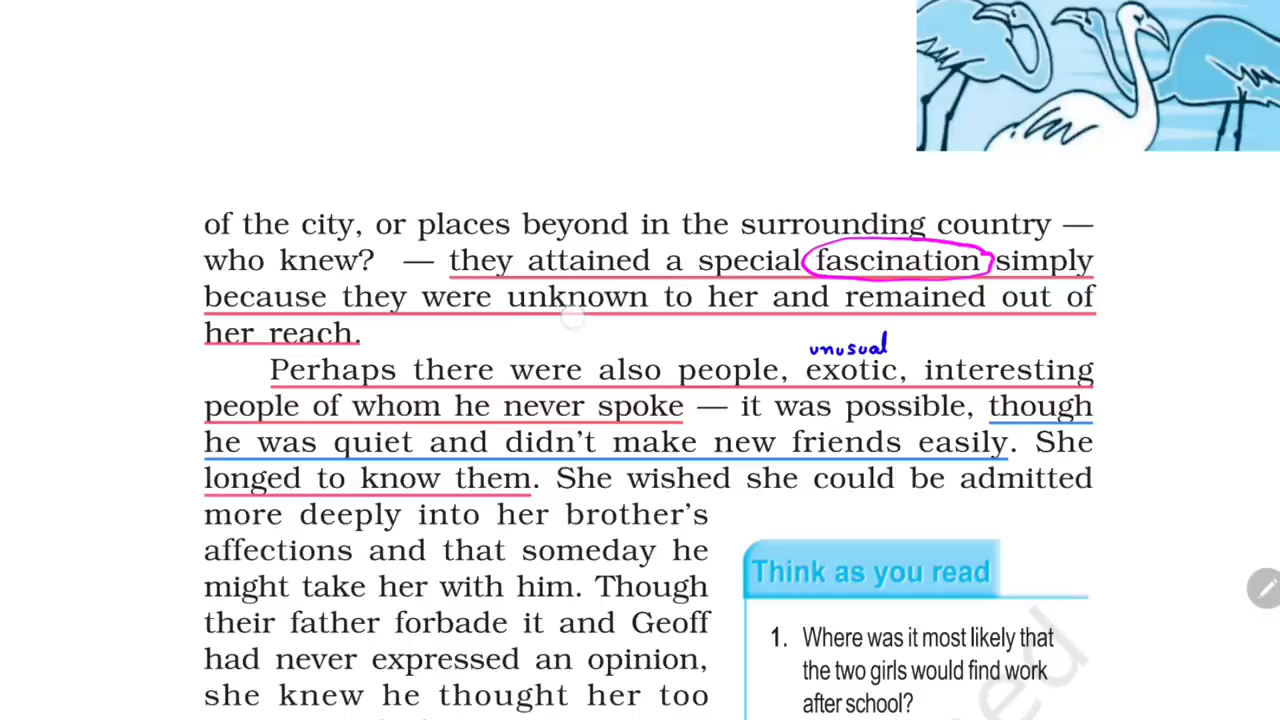 of the city, or places beyond in the surrounding country —
who knew? — they attained a special fascination simply
because they were unknown to her and remained out of
her reach.
unusual
Perhaps there were also people, exotic, interesting
people of whom he never spoke — it was possible, though
he was quiet and didn't make new friends easily. She
longed to know them. She wished she could be admitted
more deeply into her brother's
affections and that someday he
might take her with him. Though
their father forbade it and Geoff
had never expressed an opinion,
she knew he thought her too
Think as you read
1. Where was it most likely that
the two girls would find work
after school?